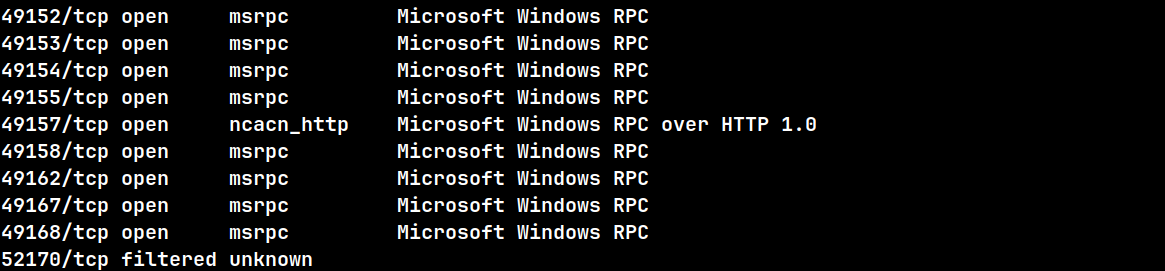 49152/tcp open     msrpc        Microsoft Windows RPC
49153/tcp open     msrpc        Microsoft Windows RPC
49154/tcp open     msrpc        Microsoft Windows RPC
49155/tcp open     msrpc        Microsoft Windows RPC
49157/tcp open     ncacn_http   Microsoft Windows RPC over HTTP 1.0
49158/tcp open     msrpc        Microsoft Windows RPC
49162/tcp open     msrpc        Microsoft Windows RPC
49167/tcp open     msrpc        Microsoft Windows RPC
49168/tcp open     msrpc        Microsoft Windows RPC
52170/tcp filtered unknown